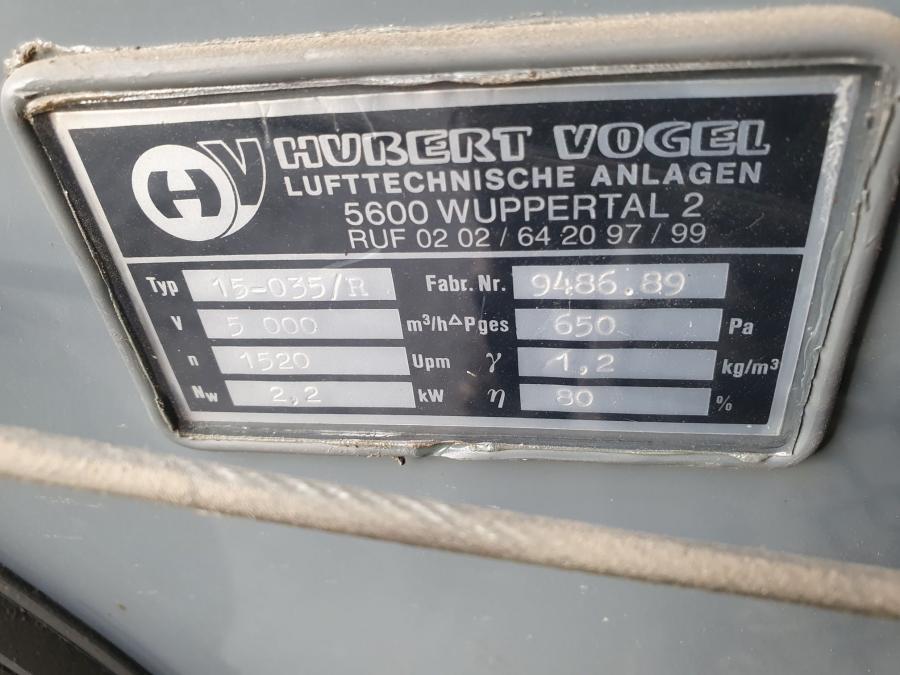 HV HUBERT VOGEL
LUFTTECHNISCHE ANLAGEN
5600 WUPPERTAL 2
RUF 02 02 / 64 20 97 / 99
Typ 15-035/R Fabr. Nr. 9486.89
V 5 000 m³/h ΔPges 650 Pa
n 1520 Upm γ 1,2 kg/m³
Nw 2,2 kW η 80 %